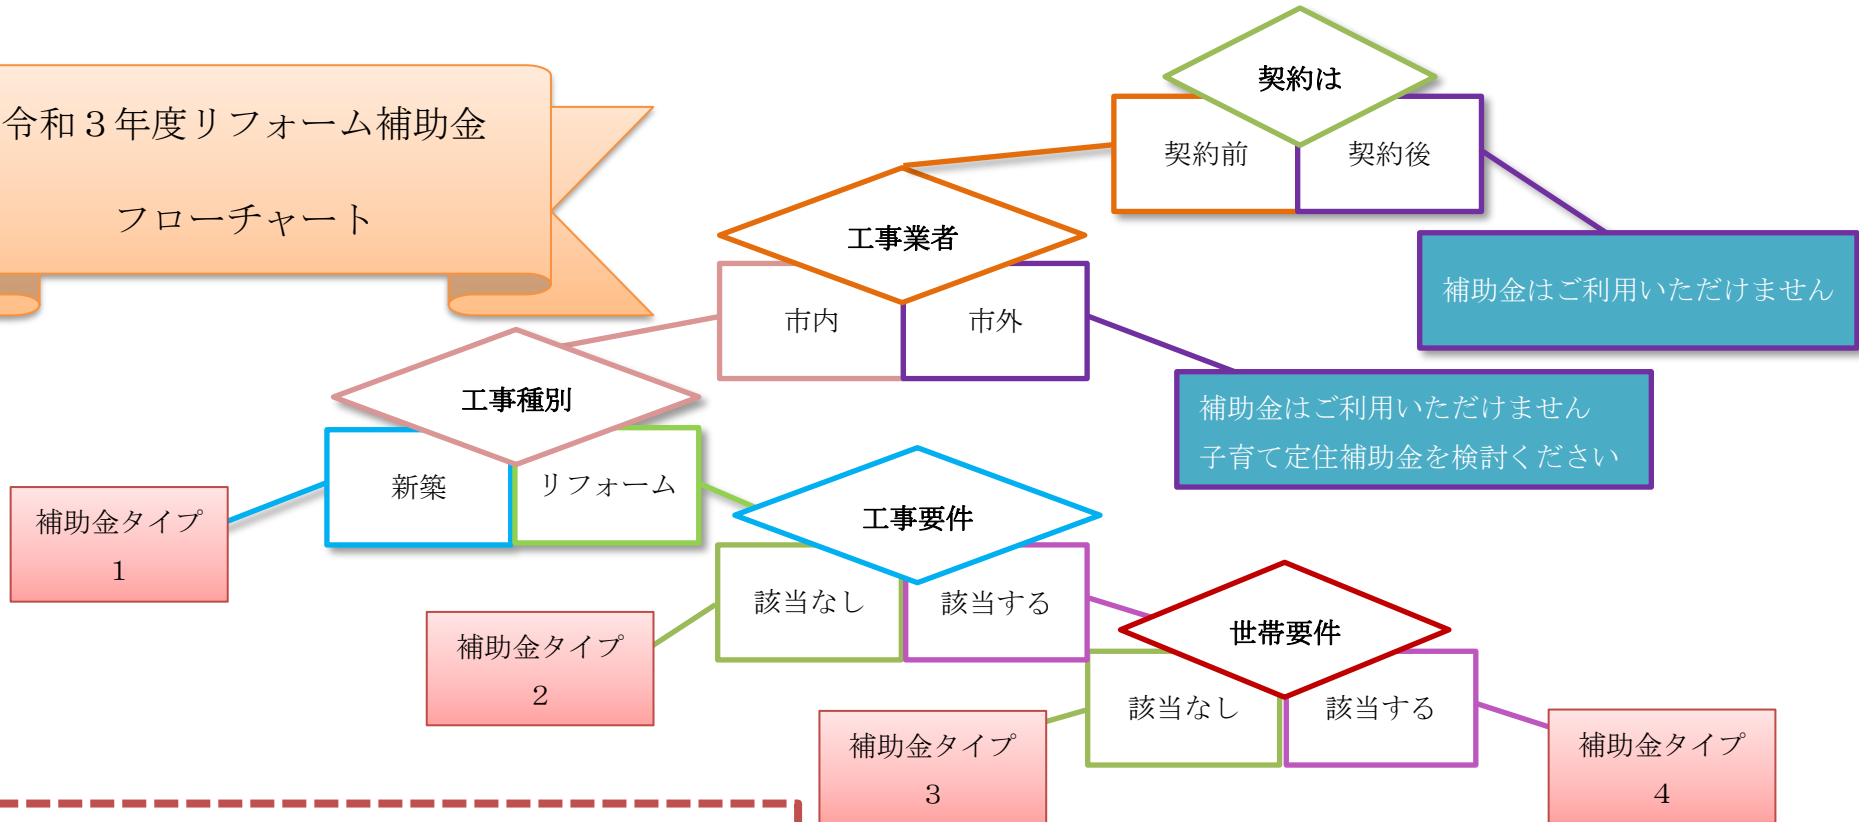 令和３年度リフォーム補助金
フローチャート
契約は
契約前
契約後
補助金はご利用いただけません
工事業者
市内
市外
補助金はご利用いただけません
子育て定住補助金を検討ください
工事種別
新築
リフォーム
補助金タイプ
1
工事要件
該当なし
該当する
補助金タイプ
2
世帯要件
該当なし
該当する
補助金タイプ
3
補助金タイプ
4